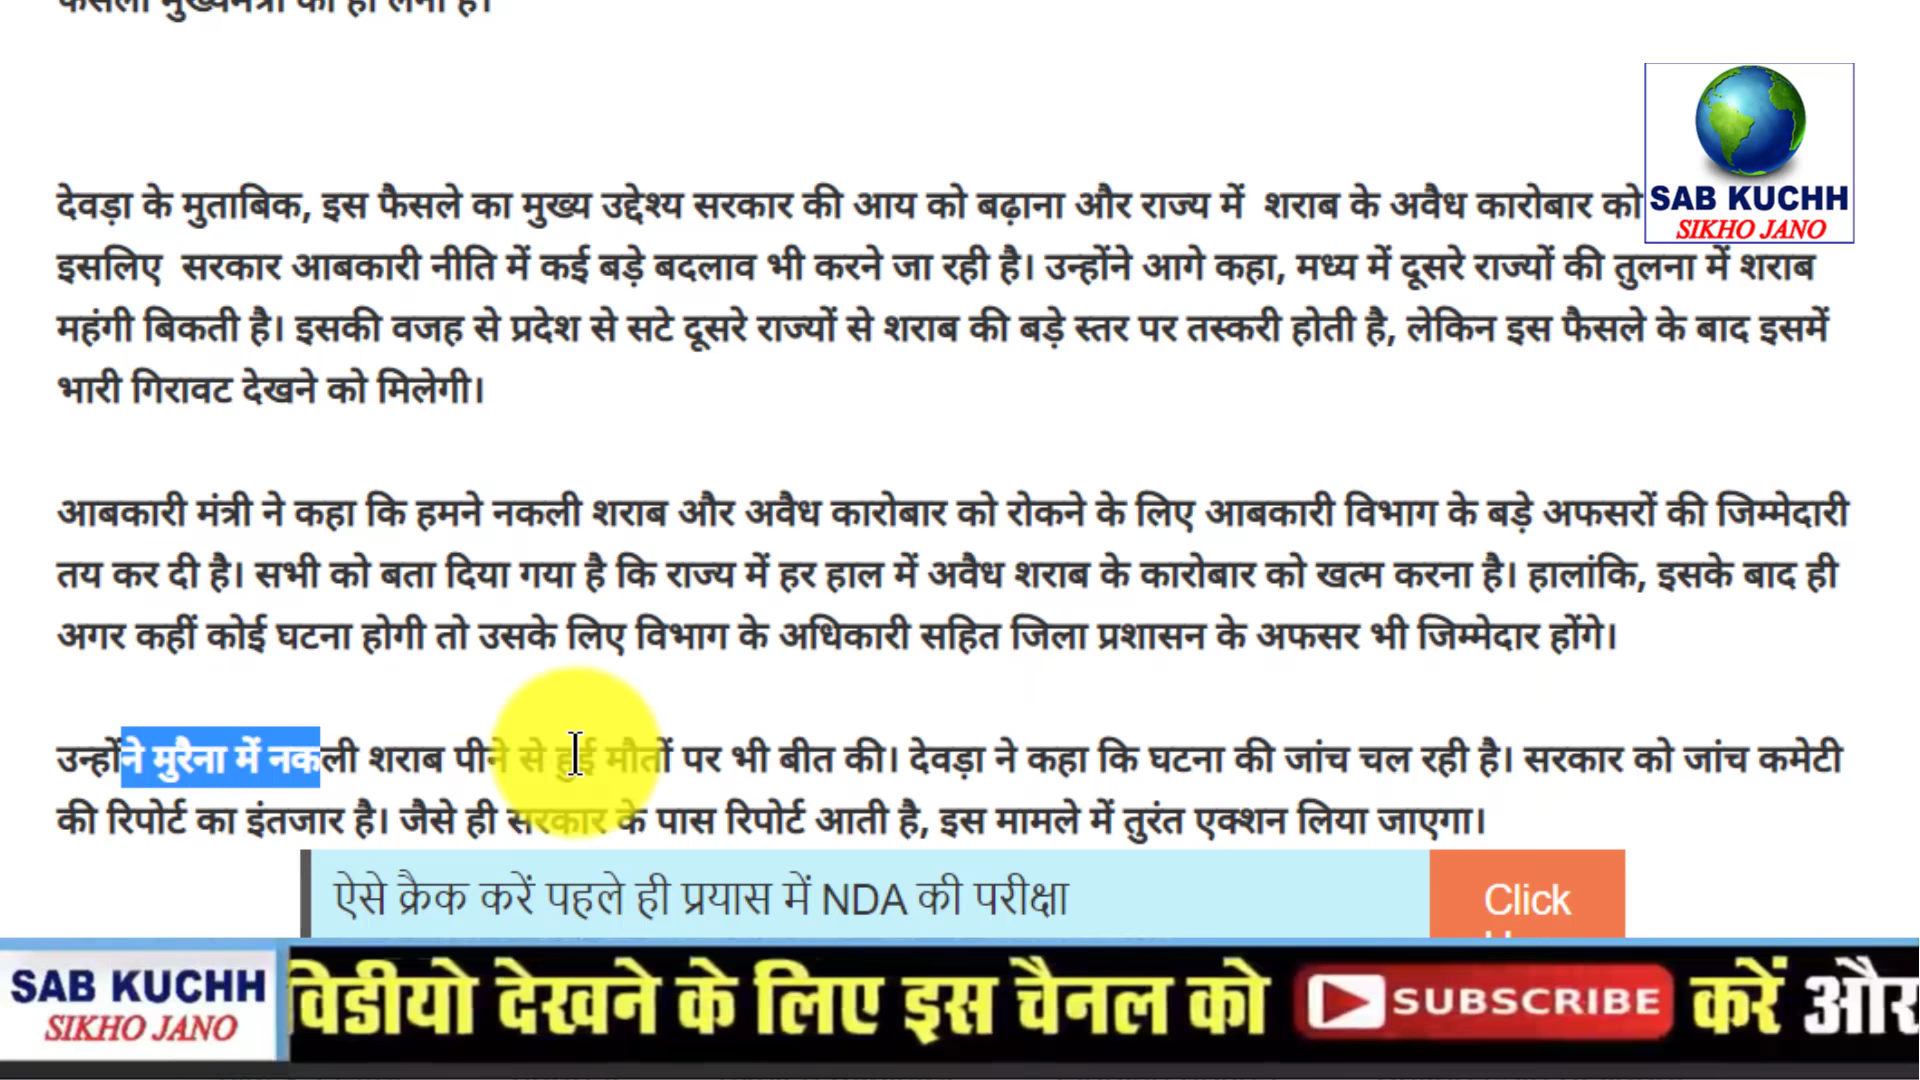 फैसला मुख्यमंत्री को ही लेना है।
SAB KUCHH
SIKHO JANO
देवड़ा के मुताबिक, इस फैसले का मुख्य उद्देश्य सरकार की आय को बढ़ाना और राज्य में शराब के अवैध कारोबार को
इसलिए सरकार आबकारी नीति में कई बड़े बदलाव भी करने जा रही है। उन्होंने आगे कहा, मध्य में दूसरे राज्यों की तुलना में शराब
महंगी बिकती है। इसकी वजह से प्रदेश से सटे दूसरे राज्यों से शराब की बड़े स्तर पर तस्करी होती है, लेकिन इस फैसले के बाद इसमें
भारी गिरावट देखने को मिलेगी।
आबकारी मंत्री ने कहा कि हमने नकली शराब और अवैध कारोबार को रोकने के लिए आबकारी विभाग के बड़े अफसरों की जिम्मेदारी
तय कर दी है। सभी को बता दिया गया है कि राज्य में हर हाल में अवैध शराब के कारोबार को खत्म करना है। हालांकि, इसके बाद ही
अगर कहीं कोई घटना होगी तो उसके लिए विभाग के अधिकारी सहित जिला प्रशासन के अफसर भी जिम्मेदार होंगे।
उन्होंने मुरैना में नकली शराब पीने से हुई मौतों पर भी बीत की। देवड़ा ने कहा कि घटना की जांच चल रही है। सरकार को जांच कमेटी
की रिपोर्ट का इंतजार है। जैसे ही सरकार के पास रिपोर्ट आती है, इस मामले में तुरंत एक्शन लिया जाएगा।
ऐसे क्रैक करें पहले ही प्रयास में NDA की परीक्षा
Click
SAB KUCHH
SIKHO JANO
विडीयो देखने के लिए इस चैनल को SUBSCRIBE करें और